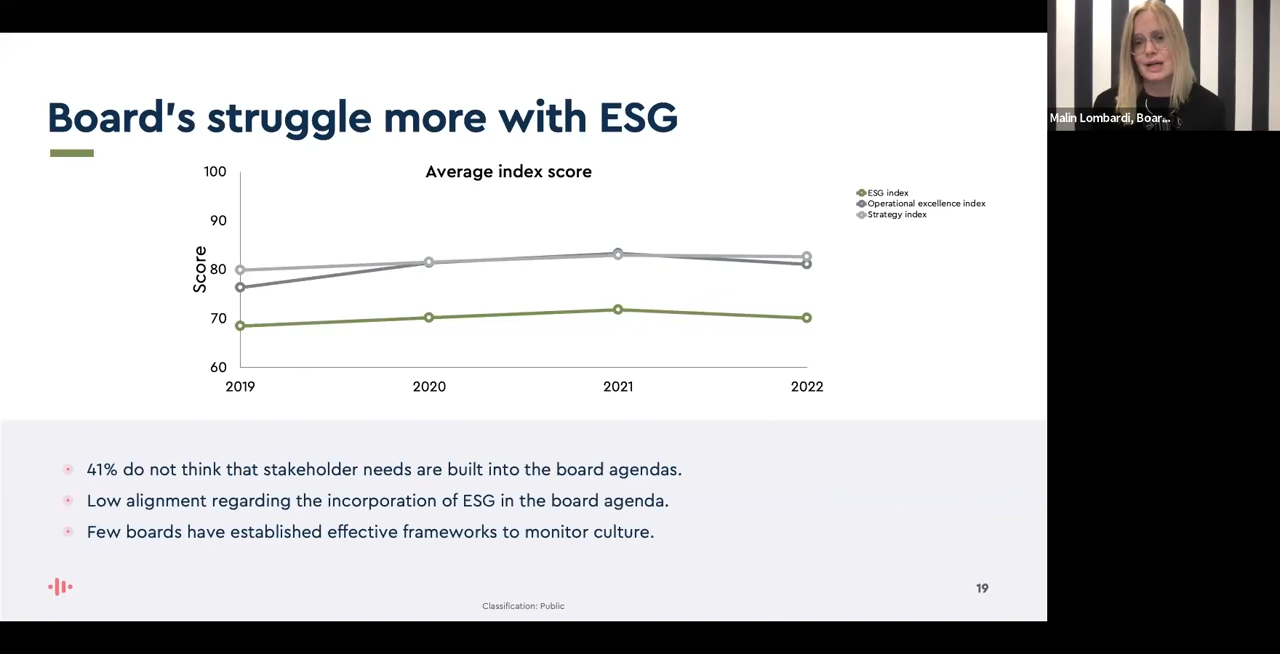 Board's struggle more with ESG
Average index score
100
90
80
70
60
Score
2019
2020
2021
2022
ESG index
Operational excellence index
Strategy index
41% do not think that stakeholder needs are built into the board agendas.
Low alignment regarding the incorporation of ESG in the board agenda.
Few boards have established effective frameworks to monitor culture.
19
Classification: Public
Malin Lombardi, Boar...